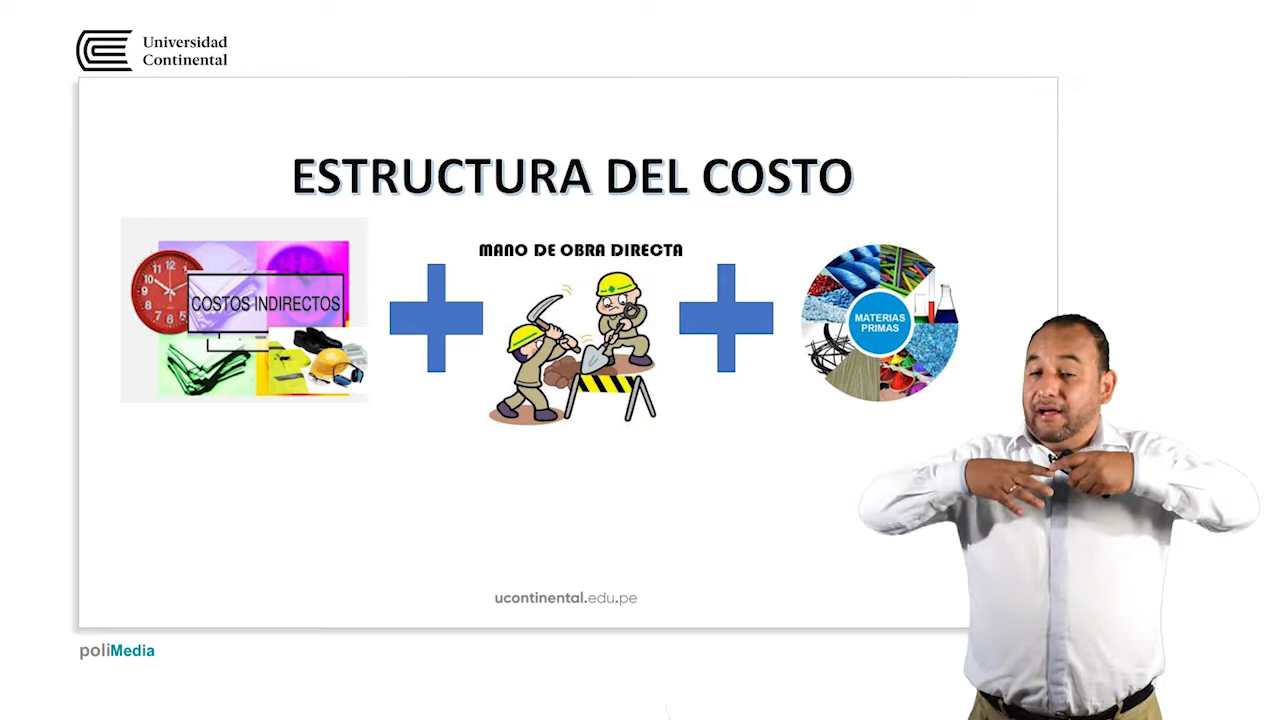 Universidad
Continental
ESTRUCTURA DEL COSTO
COSTOS INDIRECTOS
MANO DE OBRA DIRECTA
MATERIAS
PRIMAS
ucontinental.edu.pe
poliMedia